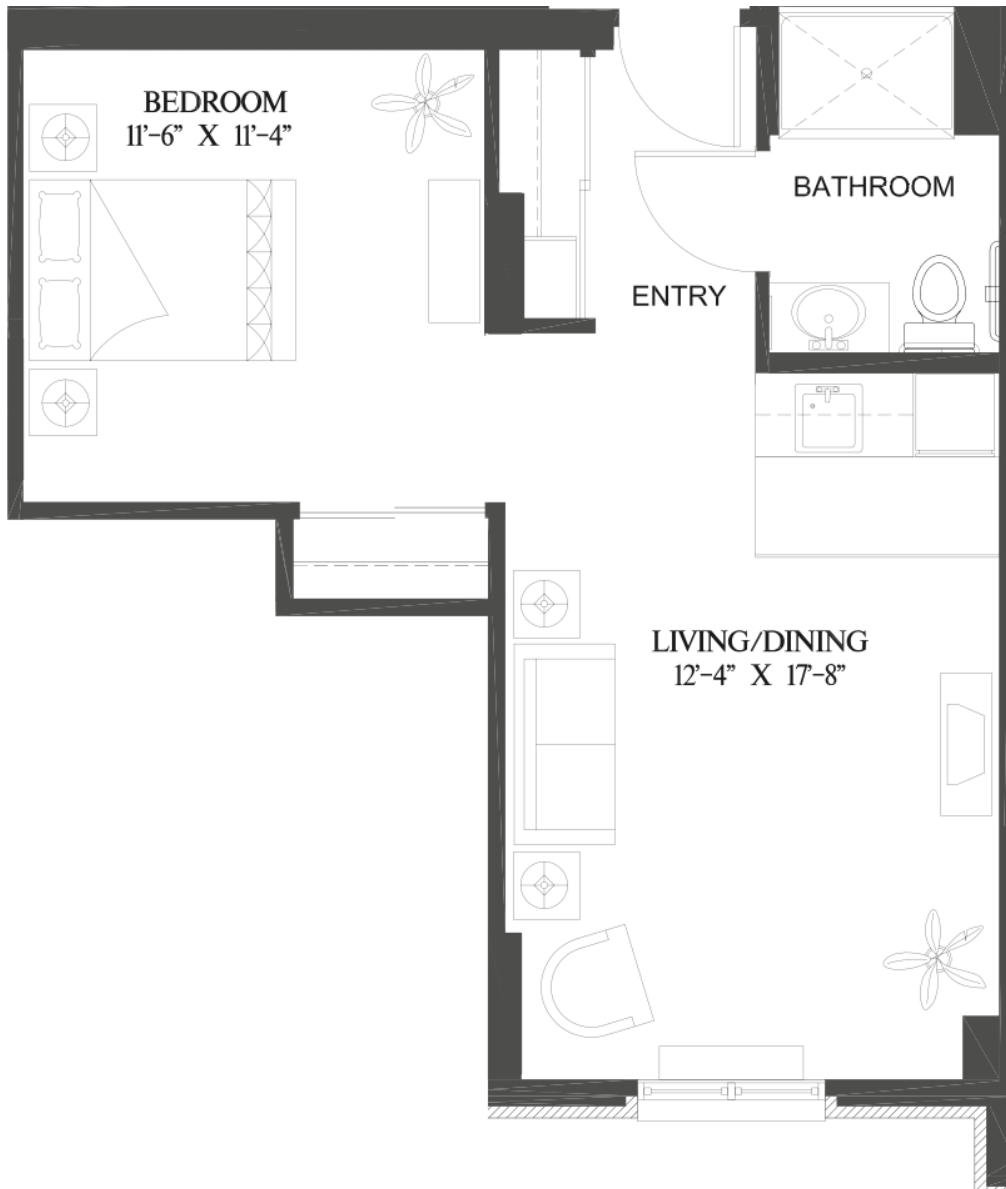 BEDROOM
11'-6" X 11'-4"
BATHROOM
ENTRY
LIVING/DINING
12'-4" X 17'-8"